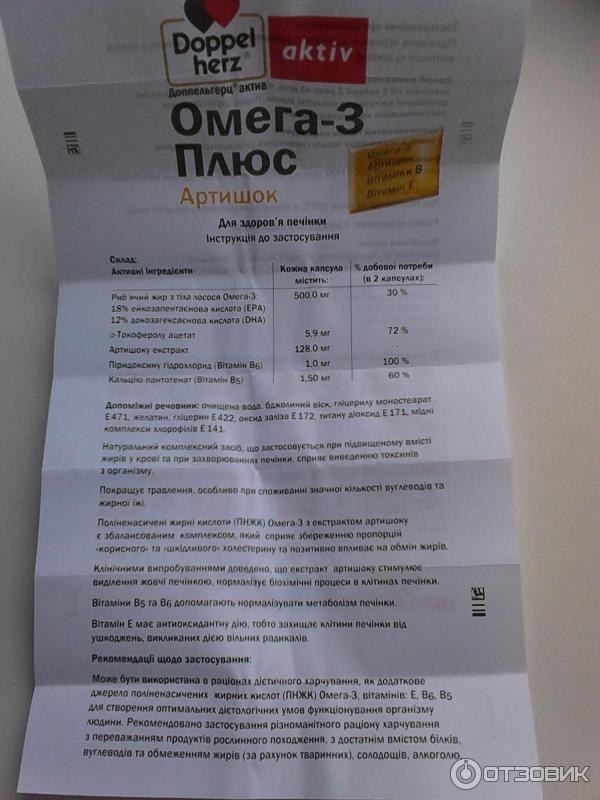 Doppel
herz®
aktiv
Доппельгерц® актив
Омега-3
Плюс
Артишок
Омега-3
Артишок
Вітаміни В
Вітамін Е
Для здоров'я печінки
Інструкція до застосування
Склад:
Активні інгредієнти: Кожна капсула містить: % добової потреби (в 2 капсулах):
Риб'ячий жир з тіла лосося Омега-3: 500,0 мг 30 %
18% ейкозапентаєнова кислота (EPA)
12% докозагексаєнова кислота (DHA)
α-Токоферолу ацетат 5,9 мг 72 %
Артишоку екстракт 128,0 мг -
Піридоксину гідрохлорид (Вітамін B6) 1,0 мг 100 %
Кальцію пантотенат (Вітамін B5) 1,50 мг 60 %
Допоміжні речовини: очищена вода, бджолиний віск, гліцерилу моностеарат
Е471, желатин, гліцерин Е422, оксид заліза Е 172, титану діоксид Е 171, мідні
комплекси хлорофілів Е 141.
Натуральний комплексний засіб, що застосовується при підвищеному вмісті
жирів у крові та при захворюваннях печінки, сприяє виведенню токсинів
з організму.
Покращує травлення, особливо при споживанні значної кількості вуглеводів та
жирної їжі.
Поліненасичені жирні кислоти (ПНЖК) Омега-3 з екстрактом артишоку
є збалансованим комплексом, який сприяє збереженню пропорцій
«корисного» та «шкідливого» холестерину та позитивно впливає на обмін жирів.
Клінічними випробуваннями доведено, що екстракт артишоку стимулює
виділення жовчі печінкою, нормалізує біохімічні процеси в клітинах печінки.
Вітаміни B5 та B6 допомагають нормалізувати метаболізм печінки.
Вітамін Е має антиоксидантну дію, тобто захищає клітини печінки від
ушкоджень, викликаних дією вільних радикалів.
Рекомендації щодо застосування:
Може бути використана в раціонах дієтичного харчування, як додаткове
джерело поліненасичених жирних кислот (ПНЖК) Омега-3, вітамінів: Е, B6, B5
для створення оптимальних дієтологічних умов функціонування організму
людини. Рекомендовано застосування різноманітного раціону харчування
з переважанням продуктів рослинного походження, з достатнім вмістом білків,
вуглеводів та обмеженням жирів (за рахунок тваринних), солодощів, алкоголю,
ОТЗОВИК